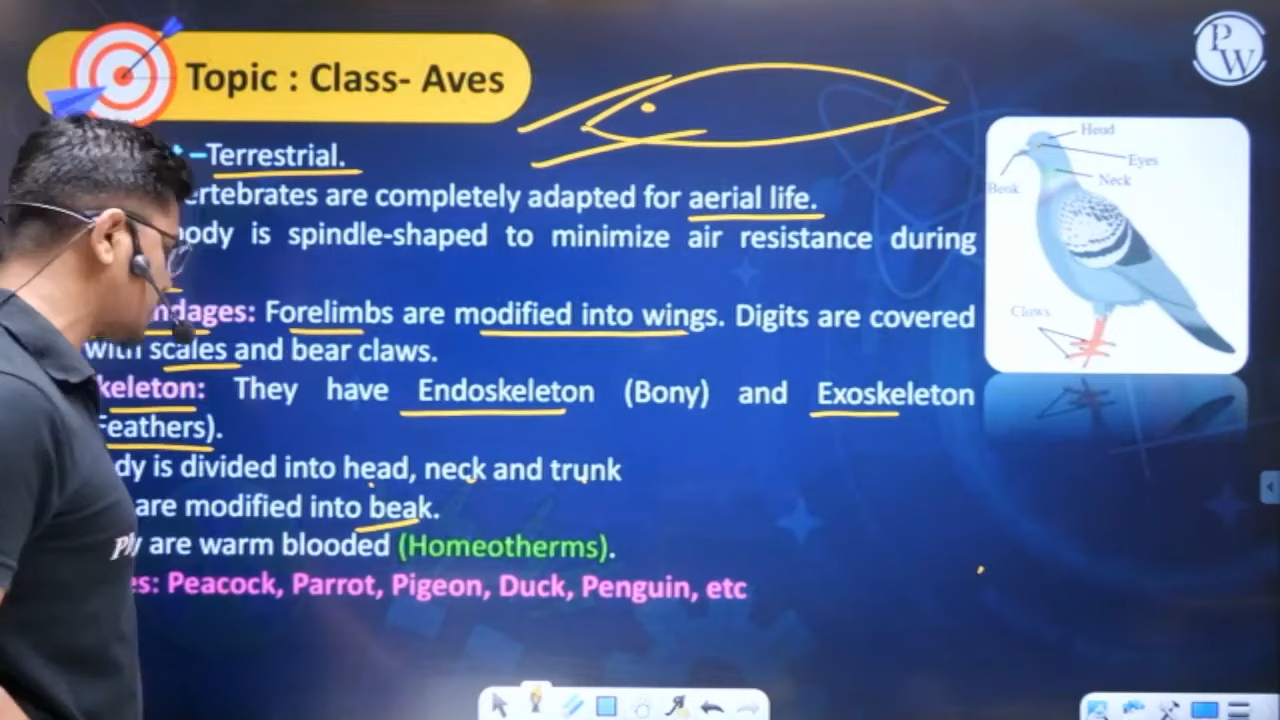 Topic : Class- Aves
PW
–Terrestrial.
ertebrates are completely adapted for aerial life.
ody is spindle-shaped to minimize air resistance during
ndages: Forelimbs are modified into wings. Digits are covered
with scales and bear claws.
keleton: They have Endoskeleton (Bony) and Exoskeleton
Feathers).
dy is divided into head, neck and trunk
are modified into beak.
y are warm blooded (Homeotherms).
es: Peacock, Parrot, Pigeon, Duck, Penguin, etc
Head
Eyes
Beak
Neck
Claws